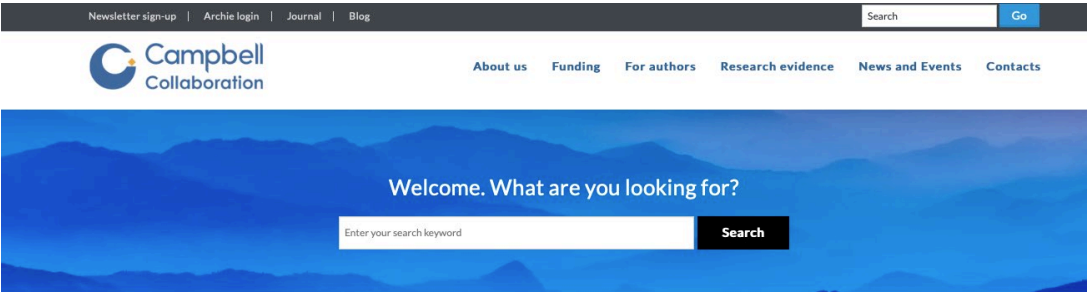 Newsletter sign-up | Archie login | Journal | Blog
Search Go
Campbell
Collaboration
About us Funding For authors Research evidence News and Events Contacts
Welcome. What are you looking for?
Enter your search keyword Search